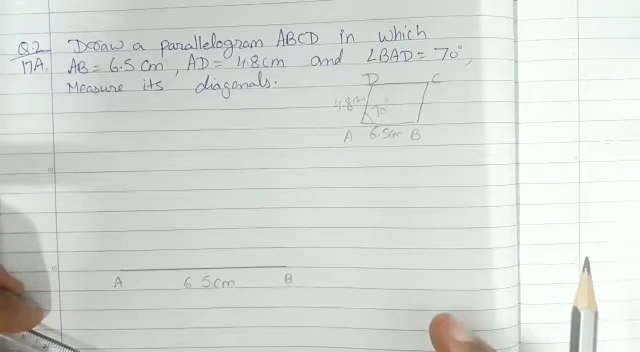 Q.2 Draw a parallelogram ABCD in which
17A. AB = 6.5 cm, AD = 4.8cm and ∠BAD = 70°,
Measure its diagonals.
D C
4.8cm
70°
A 6.5cm B
A 6.5cm B